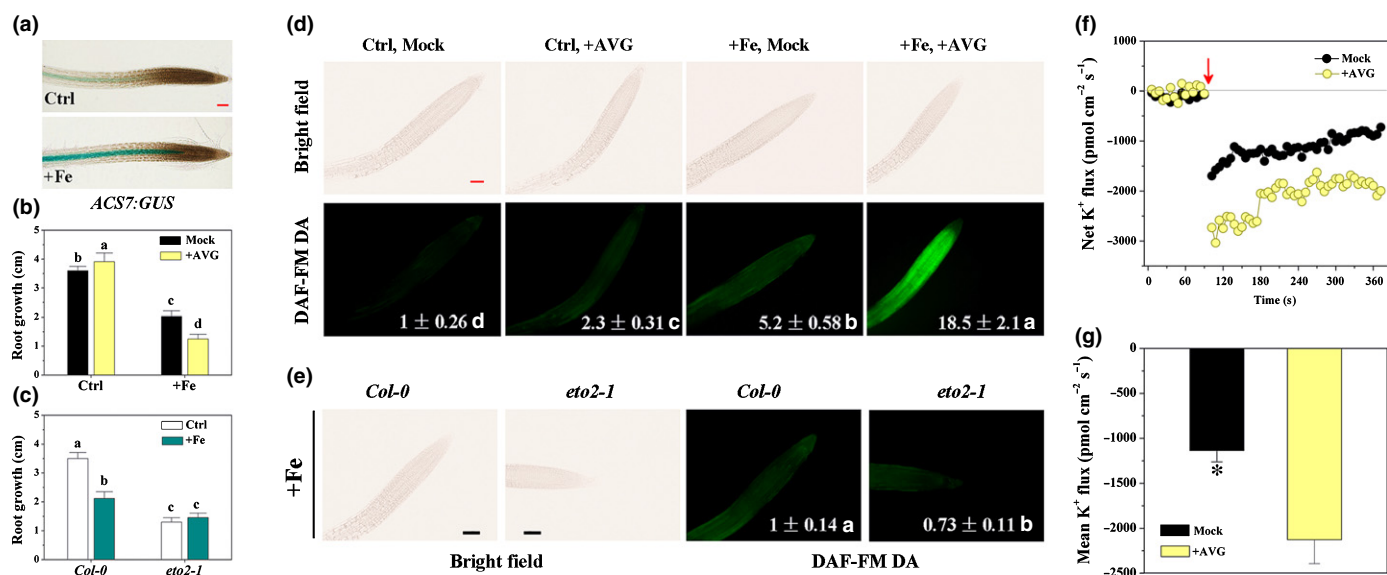 (a)
Ctrl
+Fe
ACS7:GUS
(b)
Root growth (cm)
5
4
3
2
1
0
Mock
+AVG
b
a
c
d
Ctrl
+Fe
(c)
Root growth (cm)
5
4
3
2
1
0
Ctrl
+Fe
a
b
c
c
Col-0
eto2-1
(d)
Ctrl, Mock
Ctrl, +AVG
+Fe, Mock
+Fe, +AVG
Bright field
DAF-FM DA
1 ± 0.26 d
2.3 ± 0.31 c
5.2 ± 0.58 b
18.5 ± 2.1 a
(e)
Col-0
eto2-1
Col-0
eto2-1
+Fe
1 ± 0.14 a
0.73 ± 0.11 b
Bright field
DAF-FM DA
(f)
Net K⁺ flux (pmol cm⁻² s⁻¹)
1000
0
−1000
−2000
−3000
Mock
+AVG
0
60
120
180
240
300
360
Time (s)
(g)
Mean K⁺ flux (pmol cm⁻² s⁻¹)
0
−500
−1000
−1500
−2000
−2500
*
Mock
+AVG